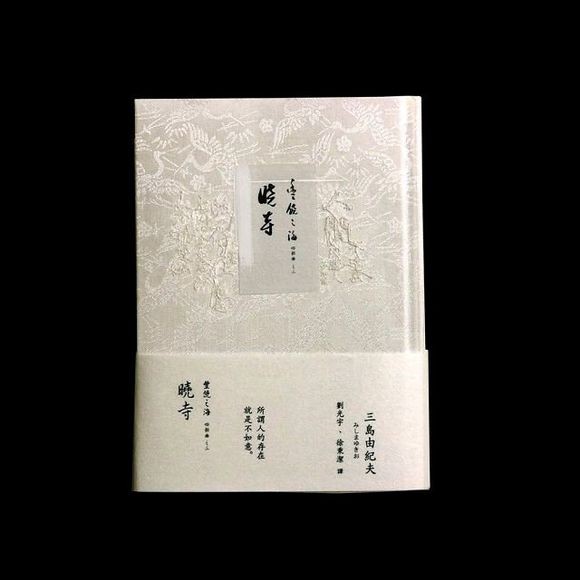 豐饒之海 四部曲之三
曉寺
三島由紀夫
みしまゆきお
劉光宇、徐秉潔 譯
所謂人的存在
就是不如意。
豐饒之海 四部曲之三
曉寺